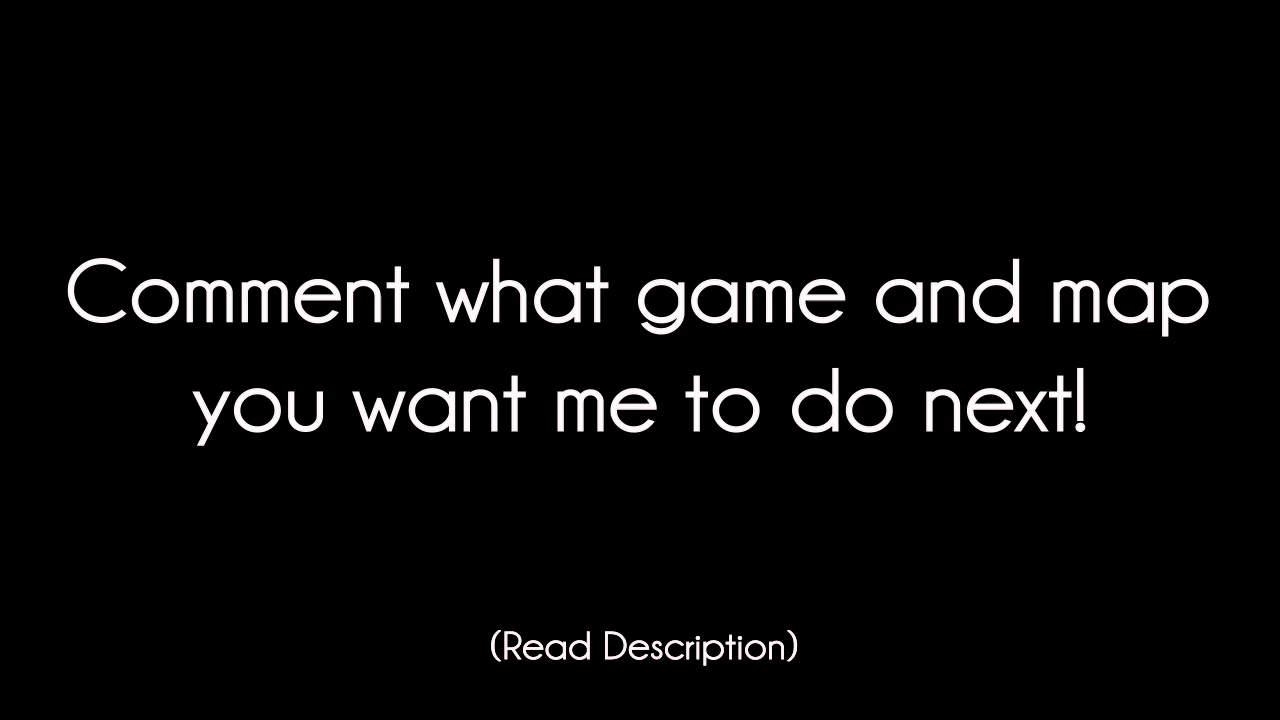 Comment what game and map
you want me to do next!
(Read Description)